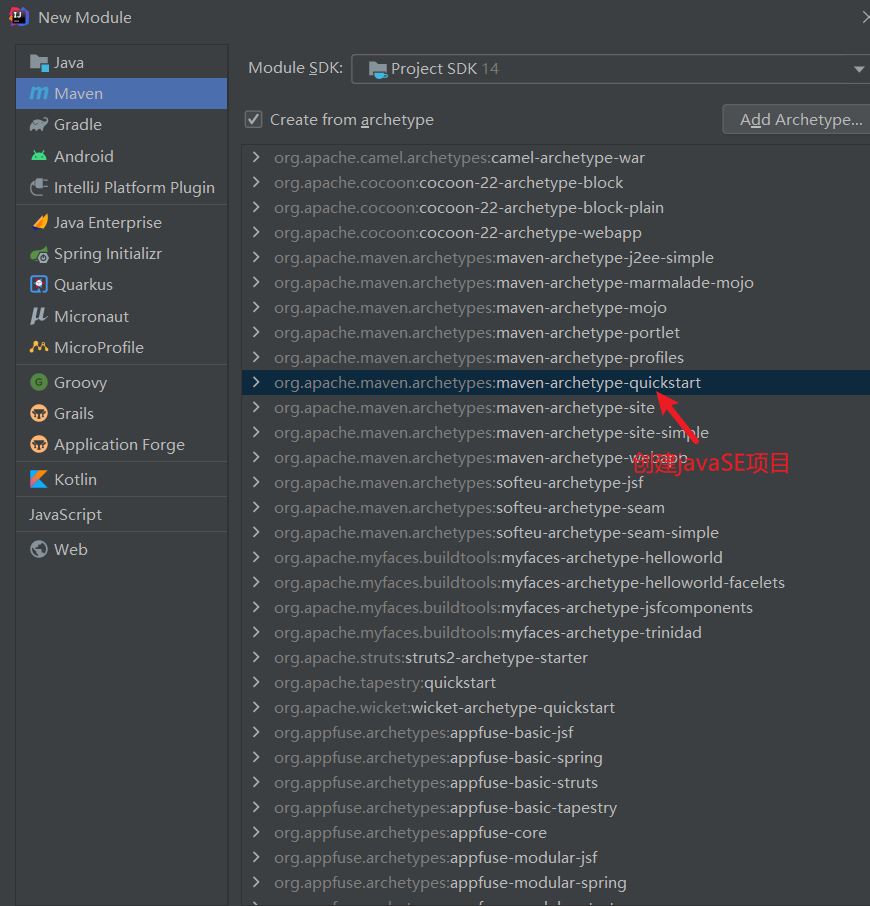 New Module
Java
Maven
Gradle
Android
IntelliJ Platform Plugin
Java Enterprise
Spring Initializr
Quarkus
Micronaut
MicroProfile
Groovy
Grails
Application Forge
Kotlin
JavaScript
Web
Module SDK: Project SDK 14
Create from archetype Add Archetype...
org.apache.camel.archetypes:camel-archetype-war
org.apache.cocoon:cocoon-22-archetype-block
org.apache.cocoon:cocoon-22-archetype-block-plain
org.apache.cocoon:cocoon-22-archetype-webapp
org.apache.maven.archetypes:maven-archetype-j2ee-simple
org.apache.maven.archetypes:maven-archetype-marmalade-mojo
org.apache.maven.archetypes:maven-archetype-mojo
org.apache.maven.archetypes:maven-archetype-portlet
org.apache.maven.archetypes:maven-archetype-profiles
org.apache.maven.archetypes:maven-archetype-quickstart
org.apache.maven.archetypes:maven-archetype-site
org.apache.maven.archetypes:maven-archetype-site-simple
org.apache.maven.archetypes:maven-archetype-webapp
创建javaSE项目
org.apache.maven.archetypes:softeu-archetype-jsf
org.apache.maven.archetypes:softeu-archetype-seam
org.apache.maven.archetypes:softeu-archetype-seam-simple
org.apache.myfaces.buildtools:myfaces-archetype-helloworld
org.apache.myfaces.buildtools:myfaces-archetype-helloworld-facelets
org.apache.myfaces.buildtools:myfaces-archetype-jsfcomponents
org.apache.myfaces.buildtools:myfaces-archetype-trinidad
org.apache.struts:struts2-archetype-starter
org.apache.tapestry:quickstart
org.apache.wicket:wicket-archetype-quickstart
org.appfuse.archetypes:appfuse-basic-jsf
org.appfuse.archetypes:appfuse-basic-spring
org.appfuse.archetypes:appfuse-basic-struts
org.appfuse.archetypes:appfuse-basic-tapestry
org.appfuse.archetypes:appfuse-core
org.appfuse.archetypes:appfuse-modular-jsf
org.appfuse.archetypes:appfuse-modular-spring